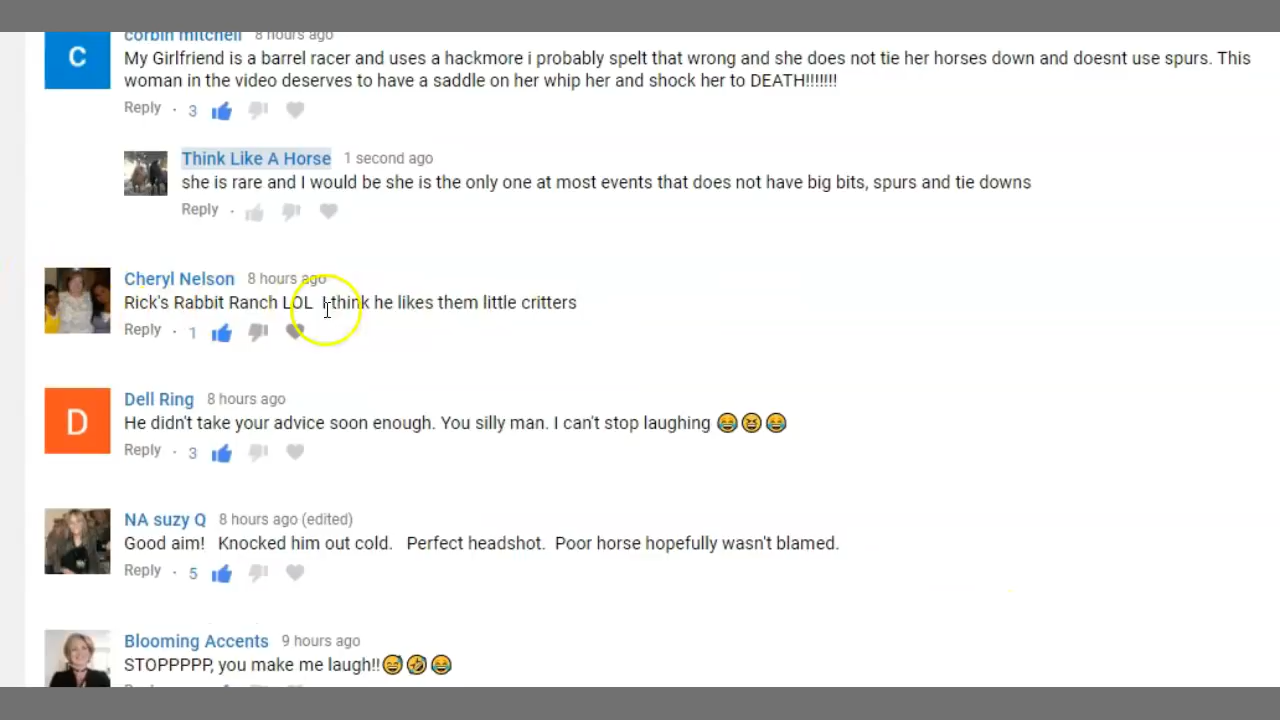 corbin mitchell 8 hours ago
C
My Girlfriend is a barrel racer and uses a hackmore i probably spelt that wrong and she does not tie her horses down and doesnt use spurs. This
woman in the video deserves to have a saddle on her whip her and shock her to DEATH!!!!!!!
Reply · 3
Think Like A Horse 1 second ago
she is rare and I would be she is the only one at most events that does not have big bits, spurs and tie downs
Reply ·
Cheryl Nelson 8 hours ago
Rick's Rabbit Ranch LOL I think he likes them little critters
Reply · 1
D
Dell Ring 8 hours ago
He didn't take your advice soon enough. You silly man. I can't stop laughing 😂😆😂
Reply · 3
NA suzy Q 8 hours ago (edited)
Good aim! Knocked him out cold. Perfect headshot. Poor horse hopefully wasn't blamed.
Reply · 5
Blooming Accents 9 hours ago
STOPPPPP, you make me laugh!!😅🤣😂